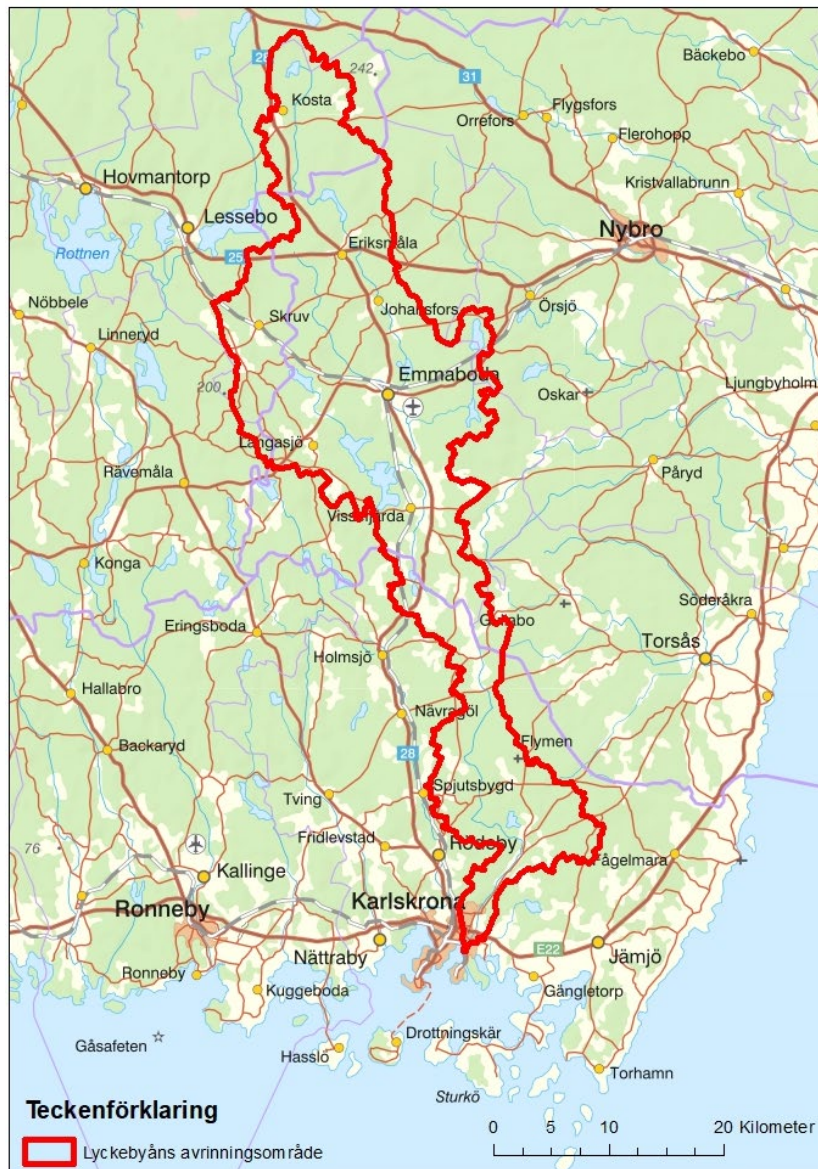 28
242
31
Bäckebo
Kosta
Orrefors
Flygsfors
Flerohopp
Hovmantorp
Kristvallabrunn
Lessebo
Nybro
Rottnen
25
Eriksmåla
Nöbbele
Johansfors
Örsjö
Skruv
Linneryd
Emmaboda
200
Oskar
Ljungbyholm
Långasjö
Rävemåla
Påryd
Vissefjärda
Konga
Söderåkra
Eringsboda
Gullabo
Torsås
Holmsjö
Hallabro
Nävragöl
Flymen
Backaryd
28
Tving
Spjutsbygd
76
Fridlevstad
Rödeby
Fågelmara
Kallinge
Karlskrona
Ronneby
Nättraby
E22
Jämjö
Ronneby
Kuggeboda
Gängletorp
Gåsafeten
Drottningskär
Hasslö
Sturkö
Torhamn
Teckenförklaring
0 5 10 20 Kilometer
Lyckebyåns avrinningsområde